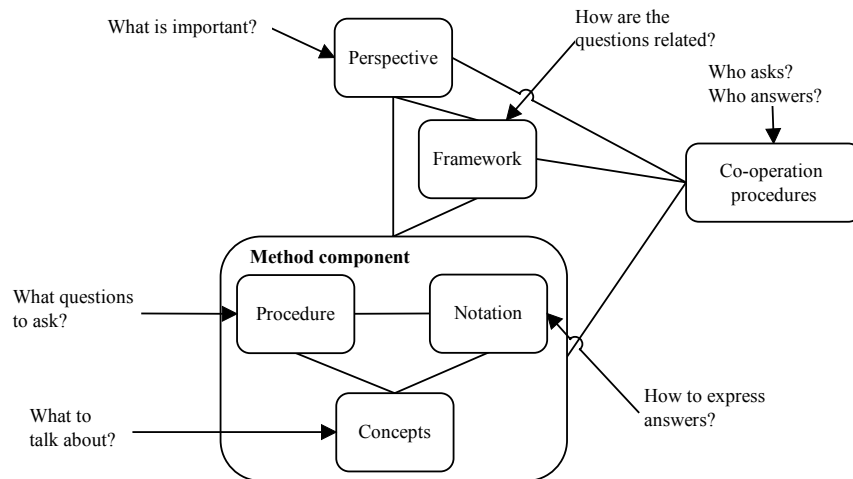 What is important?
Perspective
How are the
questions related?
Who asks?
Who answers?
Framework
Co-operation
procedures
Method component
What questions
to ask?
Procedure
Notation
How to express
answers?
What to
talk about?
Concepts